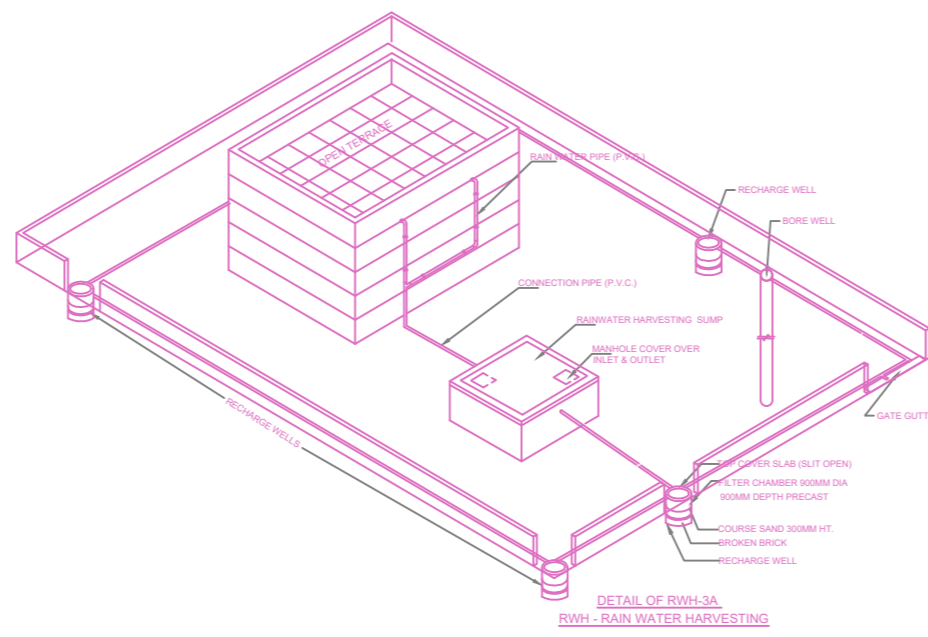 OPEN TERRACE
RAIN WATER PIPE (P.V.C.)
RECHARGE WELL
BORE WELL
CONNECTION PIPE (P.V.C.)
RAINWATER HARVESTING SUMP
MANHOLE COVER OVER
INLET & OUTLET
RECHARGE WELLS
GATE GUTT
TOP COVER SLAB (SLIT OPEN)
FILTER CHAMBER 900MM DIA
900MM DEPTH PRECAST
COURSE SAND 300MM HT.
BROKEN BRICK
RECHARGE WELL
DETAIL OF RWH-3A
RWH - RAIN WATER HARVESTING